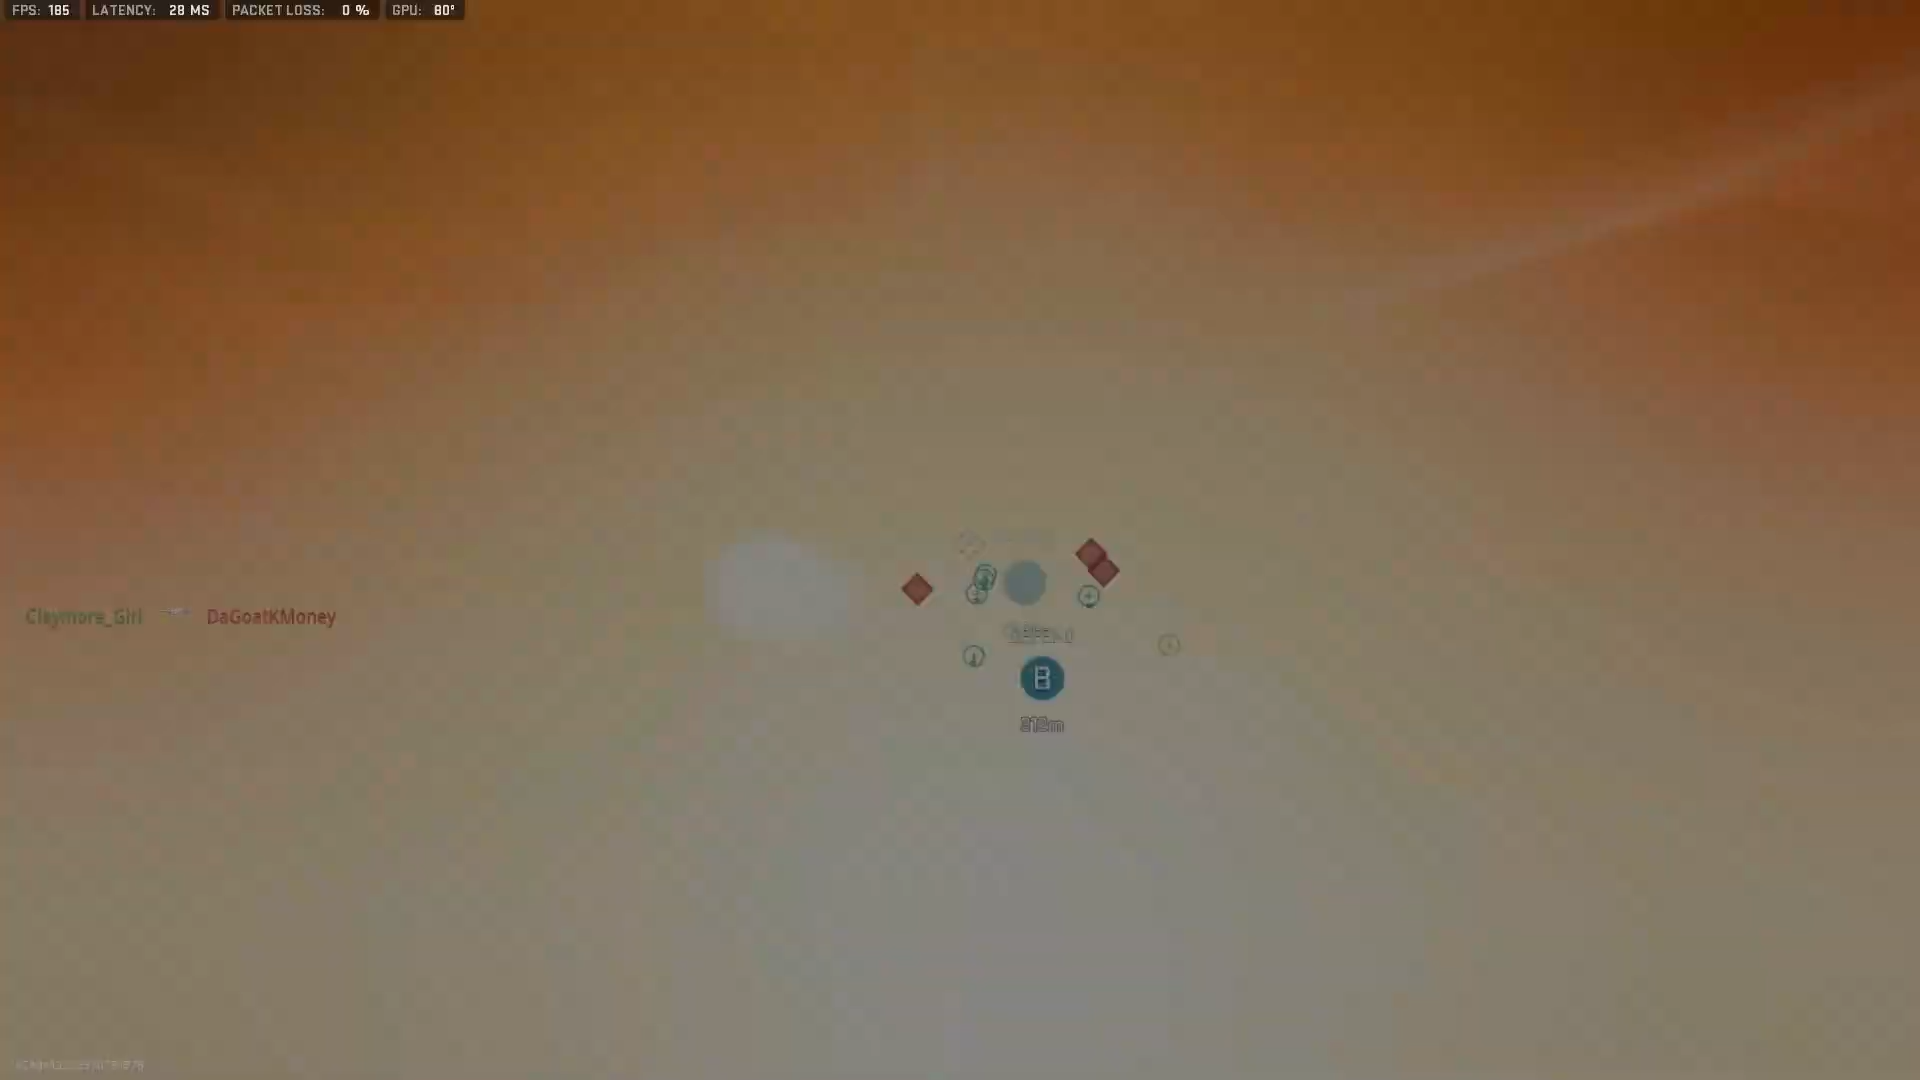 FPS: 185 LATENCY: 28 MS PACKET LOSS: 0 % GPU: 80°
Claymore_Girl DaGoatKMoney
B